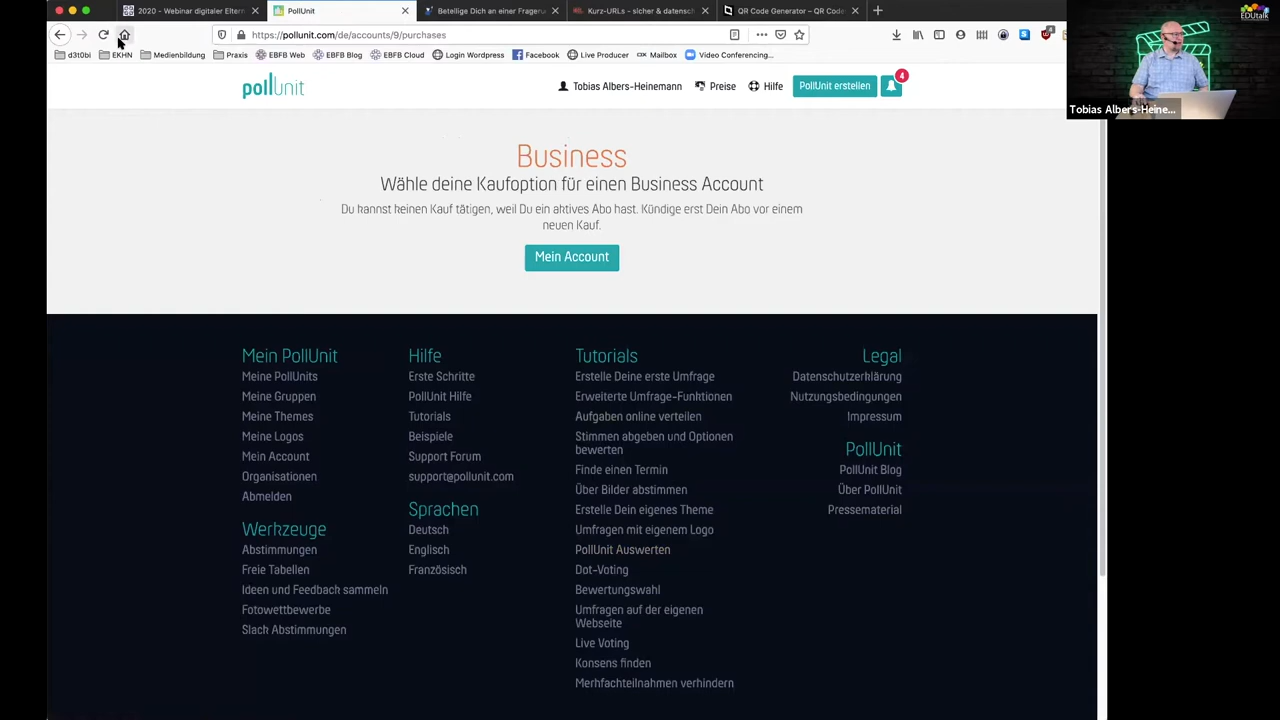 2020 - Webinar digitaler Eltern
PollUnit
Beteilige Dich an einer Fragerun
Kurz-URLs - sicher & datensch
QR Code Generator - QR Code
https://pollunit.com/de/accounts/9/purchases
d3t0bi
EKHN
Medienbildung
Praxis
EBFB Web
EBFB Blog
EBFB Cloud
Login Wordpress
Facebook
Live Producer
Mailbox
Video Conferencing...
EDUtalk
Tobias Albers-Heine...
pollUnit
Tobias Albers-Heinemann
Preise
Hilfe
PollUnit erstellen
4
Business
Wähle deine Kaufoption für einen Business Account
Du kannst keinen Kauf tätigen, weil Du ein aktives Abo hast. Kündige erst Dein Abo vor einem
neuen Kauf.
Mein Account
Mein PollUnit
Meine PollUnits
Meine Gruppen
Meine Themes
Meine Logos
Mein Account
Organisationen
Abmelden
Werkzeuge
Abstimmungen
Freie Tabellen
Ideen und Feedback sammeln
Fotowettbewerbe
Slack Abstimmungen
Hilfe
Erste Schritte
PollUnit Hilfe
Tutorials
Beispiele
Support Forum
support@pollunit.com
Sprachen
Deutsch
Englisch
Französisch
Tutorials
Erstelle Deine erste Umfrage
Erweiterte Umfrage-Funktionen
Aufgaben online verteilen
Stimmen abgeben und Optionen
bewerten
Finde einen Termin
Über Bilder abstimmen
Erstelle Dein eigenes Theme
Umfragen mit eigenem Logo
PollUnit Auswerten
Dot-Voting
Bewertungswahl
Umfragen auf der eigenen
Webseite
Live Voting
Konsens finden
Merhfachteilnahmen verhindern
Legal
Datenschutzerklärung
Nutzungsbedingungen
Impressum
PollUnit
PollUnit Blog
Über PollUnit
Pressematerial